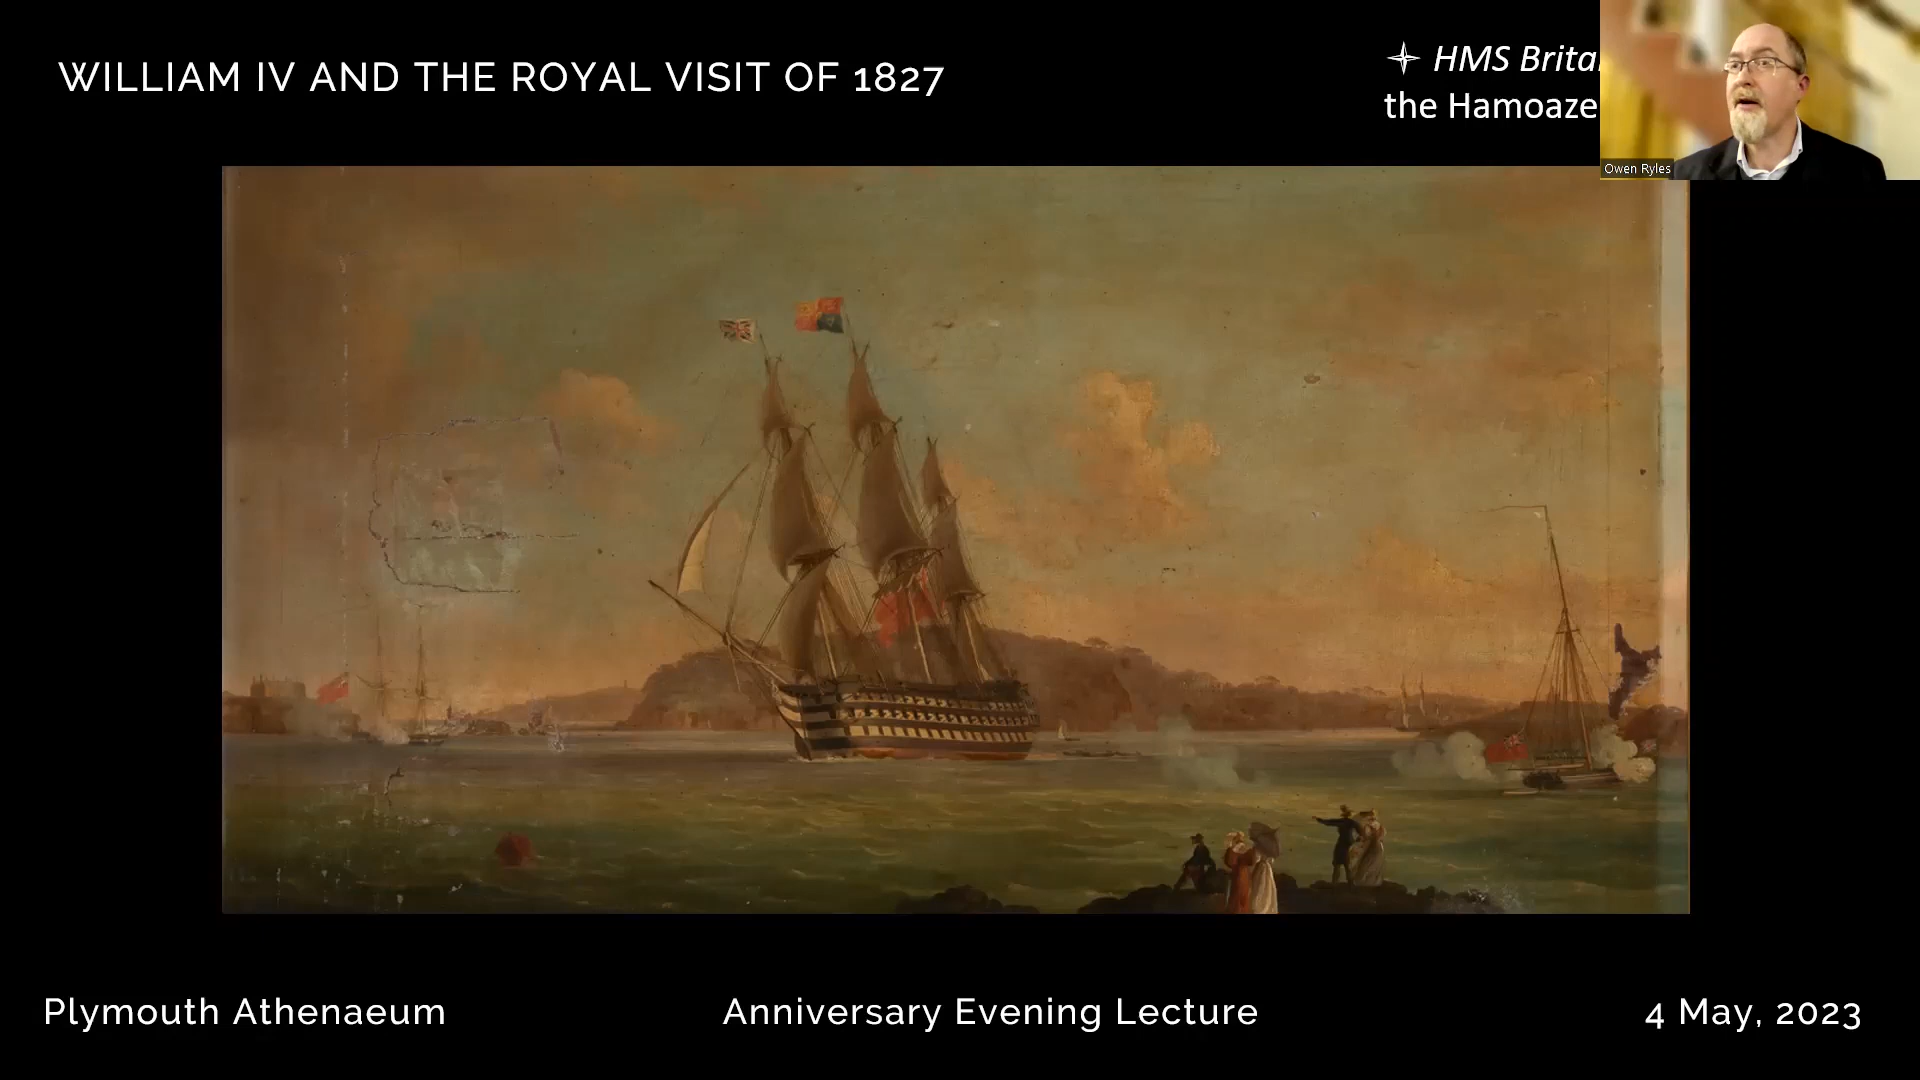 WILLIAM IV AND THE ROYAL VISIT OF 1827
HMS
the Hamoaze
Owen Ryles
Plymouth Athenaeum
Anniversary Evening Lecture
4 May, 2023